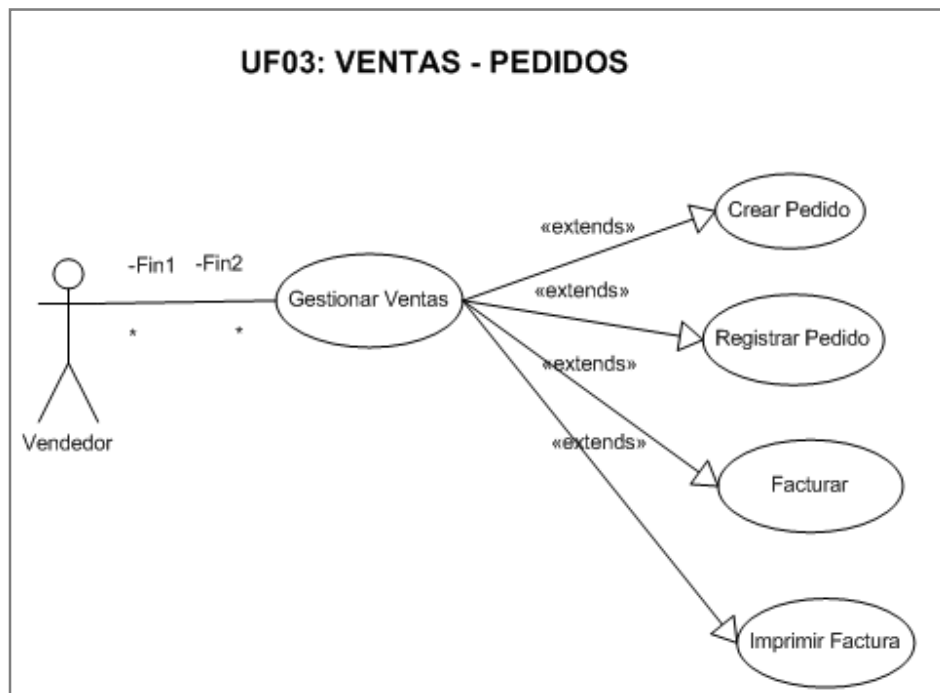 UF03: VENTAS - PEDIDOS
Crear Pedido
«extends»
-Fin1 -Fin2
«extends»
Gestionar Ventas
* *
Registrar Pedido
«extends»
Vendedor
«extends»
Facturar
Imprimir Factura